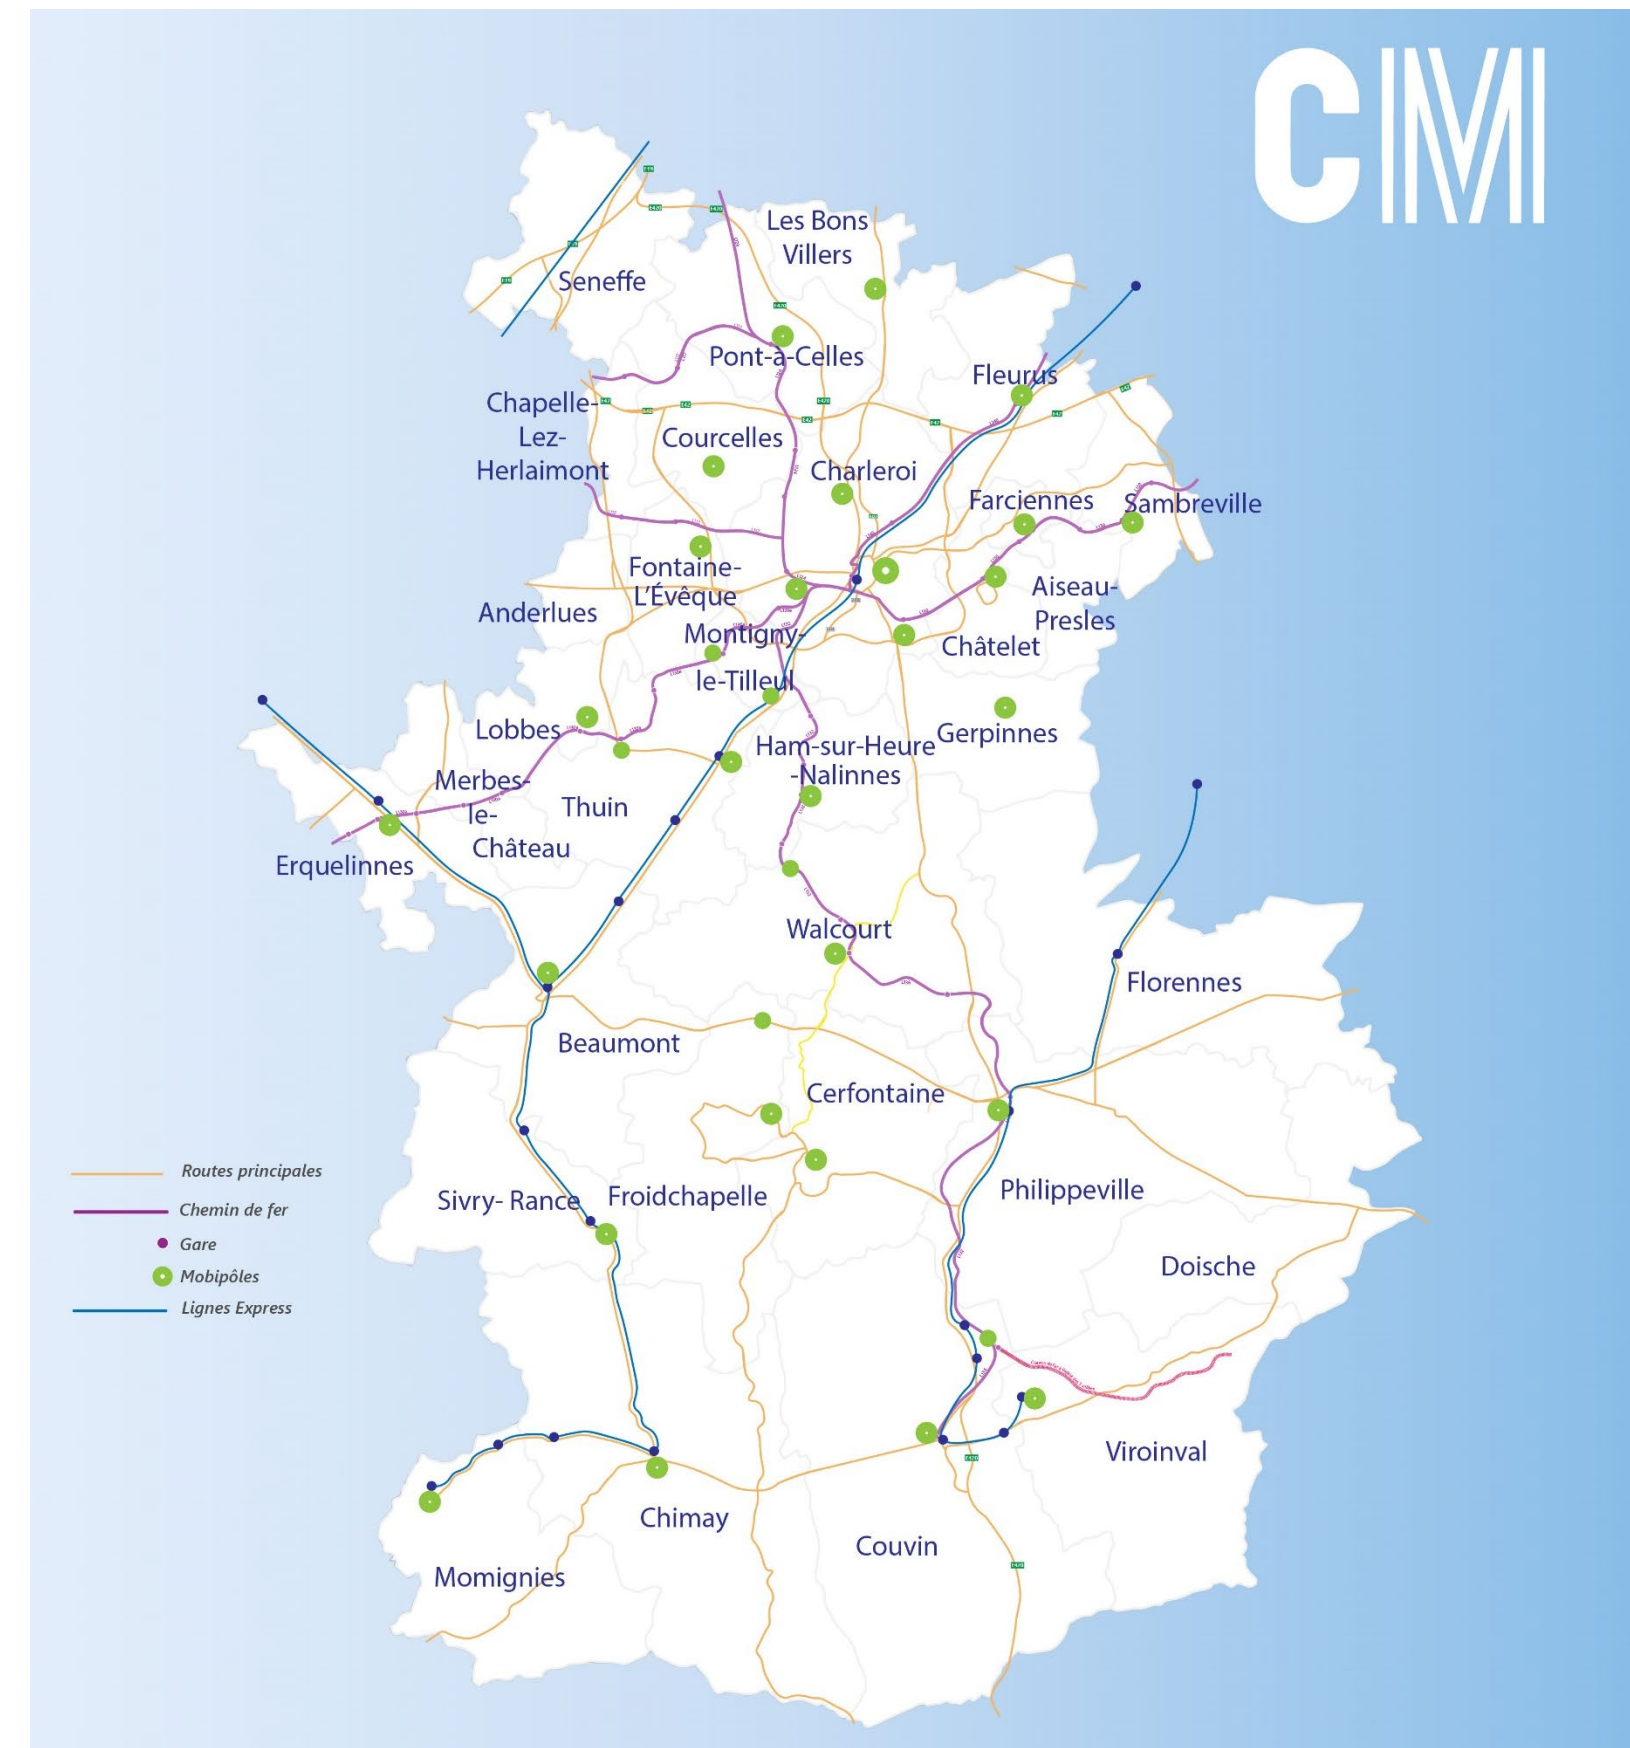 CM
Les Bons
Villers
Seneffe
Pont-à-Celles
Fleurus
Chapelle-
Lez-
Herlaimont
Courcelles
Charleroi
Farciennes
Sambreville
Fontaine-
L'Évêque
Aiseau-
Presles
Anderlues
Montigny-
le-Tilleul
Châtelet
Lobbes
Gerpinnes
Ham-sur-Heure
-Nalinnes
Merbes-
le-
Château
Thuin
Erquelinnes
Walcourt
Florennes
Beaumont
Cerfontaine
Philippeville
Sivry- Rance
Froidchapelle
Doische
Viroinval
Chimay
Couvin
Momignies
Routes principales
Chemin de fer
Gare
Mobipôles
Lignes Express